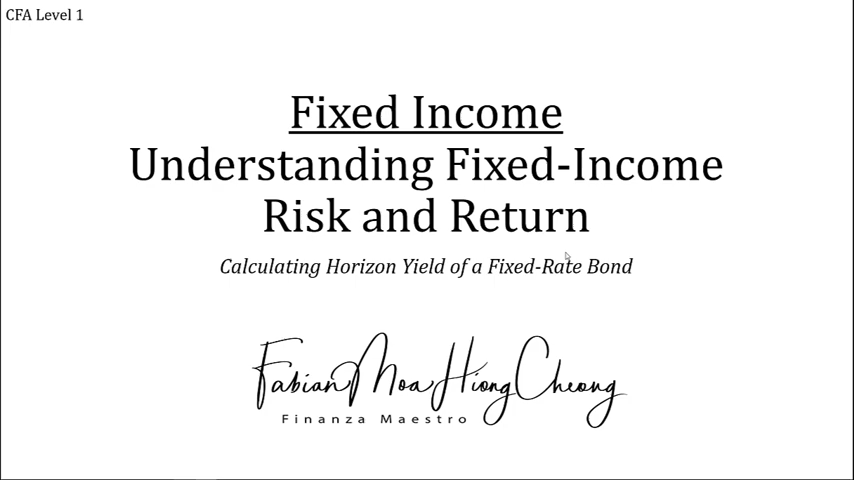 CFA Level 1
Fixed Income
Understanding Fixed-Income
Risk and Return
Calculating Horizon Yield of a Fixed-Rate Bond
Fabian Moa Hiong Cheong
Finanza Maestro